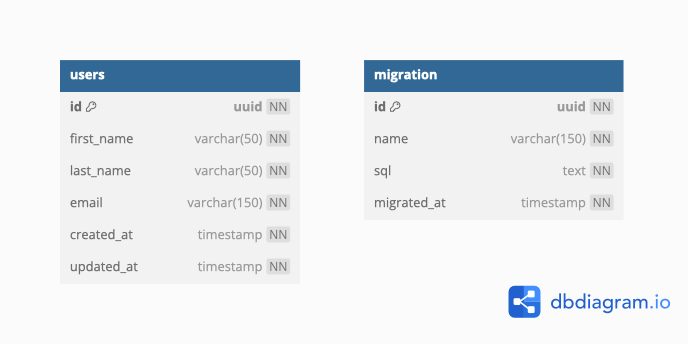 users
id uuid NN
first_name varchar(50) NN
last_name varchar(50) NN
email varchar(150) NN
created_at timestamp NN
updated_at timestamp NN
migration
id uuid NN
name varchar(150) NN
sql text NN
migrated_at timestamp NN
dbdiagram.io